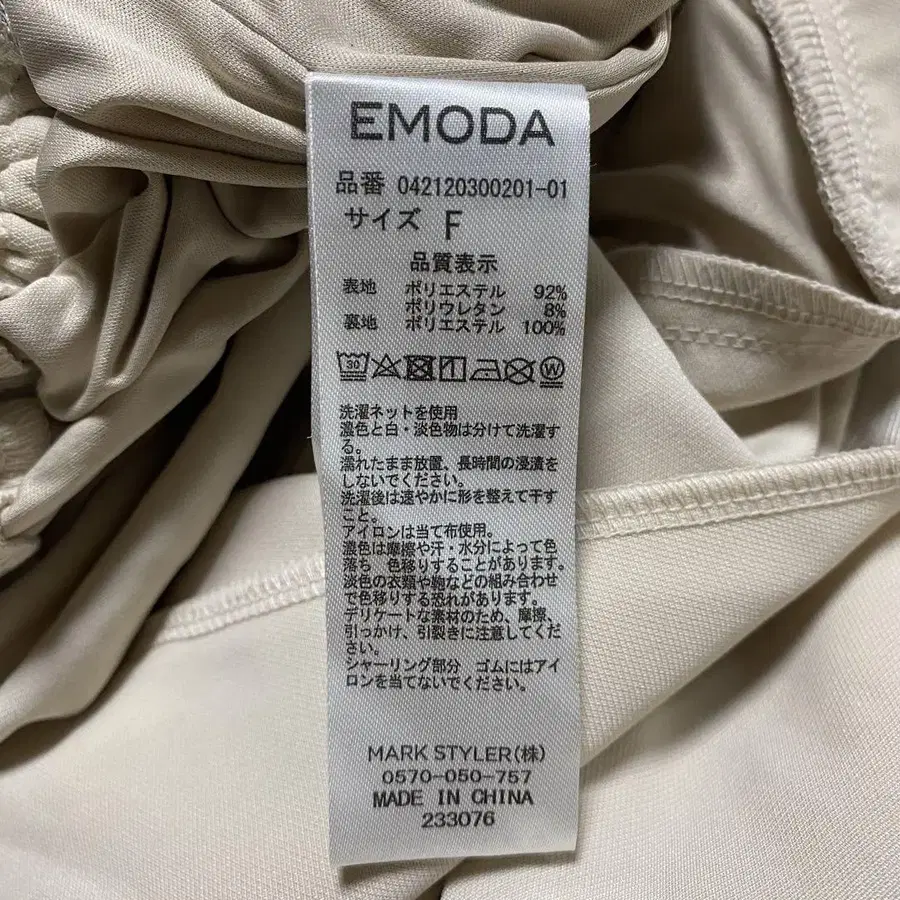 EMODA
品番 042120300201-01
サイズ F
品質表示
表地 ポリエステル 92%
ポリウレタン 8%
裏地 ポリエステル 100%
30 W
洗濯ネットを使用
濃色と白・淡色物は分けて洗濯す
る。
濡れたまま放置、長時間の浸漬を
しないでください。
洗濯後は速やかに形を整えて干す
こと。
アイロンは当て布使用。
濃色は摩擦や汗・水分によって色
落ち 色移りすることがあります。
淡色の衣類や鞄などの組み合わせ
で色移りする恐れがあります。
デリケートな素材のため、摩擦、
引っかけ、引裂きに注意してくだ
さい。
シャーリング部分 ゴムにはアイ
ロンを当てないでください。
MARK STYLER(株)
0570-050-757
MADE IN CHINA
233076